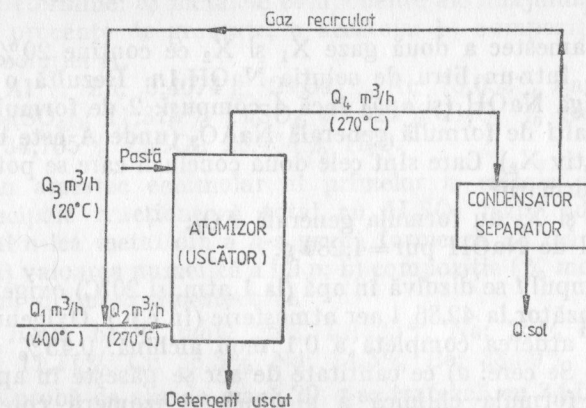 Gaz recirculat
Q₄ m³/h
(270°C)
Pastă
Q₃ m³/h
(20°C)
ATOMIZOR
(USCĂTOR)
CONDENSATOR
SEPARATOR
Q₁ m³/h
(400°C)
Q₂ m³/h
(270°C)
Q.sol
Detergent uscat